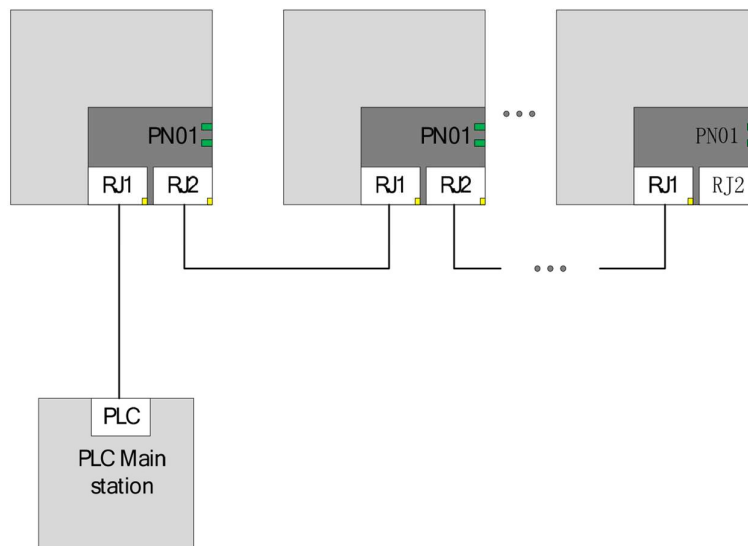 PN01
RJ1
RJ2
PN01
RJ1
RJ2
PN01
RJ1
RJ2
PLC
PLC Main
station